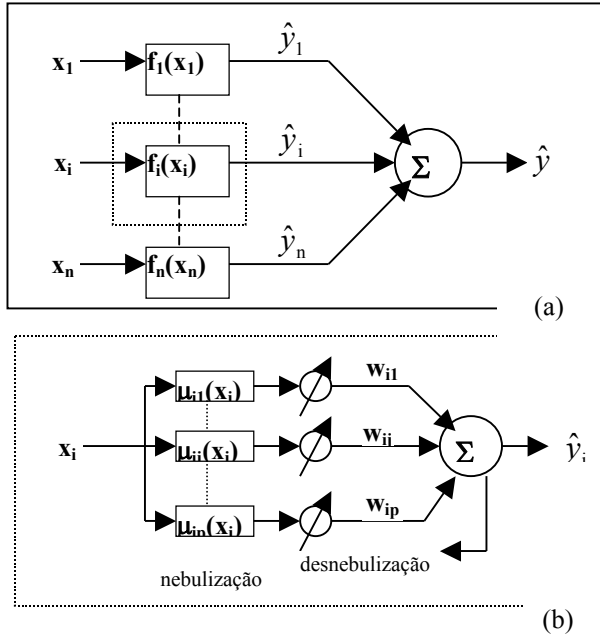 x1 f1(x1) ŷ1
xi fi(xi) ŷi Σ ŷ
xn fn(xn) ŷn
(a)
μi1(xi) wi1
xi μij(xi) wij Σ ŷi
μip(xi) wip
nebulização desnebulização
(b)